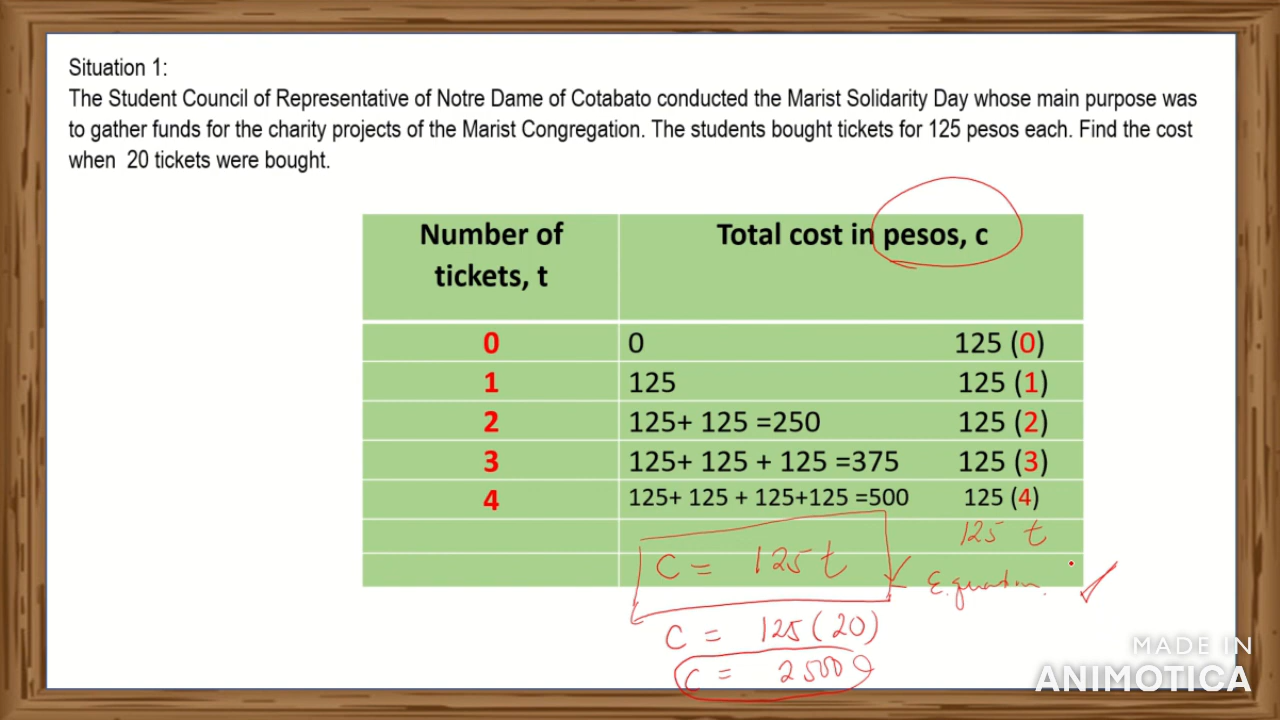 Situation 1:
The Student Council of Representative of Notre Dame of Cotabato conducted the Marist Solidarity Day whose main purpose was
to gather funds for the charity projects of the Marist Congregation. The students bought tickets for 125 pesos each. Find the cost
when 20 tickets were bought.
Number of tickets, t
Total cost in pesos, c
0 0 125 (0)
1 125 125 (1)
2 125+ 125 =250 125 (2)
3 125+ 125 + 125 =375 125 (3)
4 125+ 125 + 125+125 =500 125 (4)
125 t
C = 125 t
Equation
C = 125(20)
C = 2500
MADE IN
ANIMOTICA